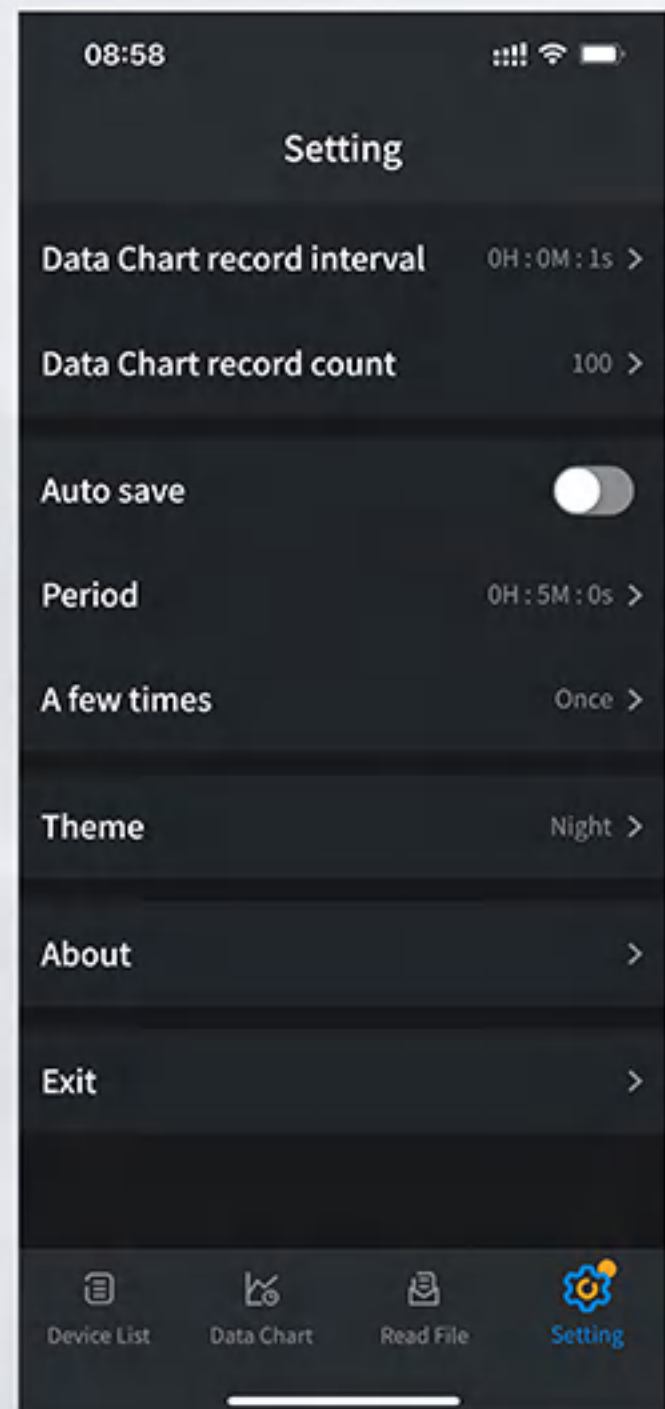 08:58
Setting
Data Chart record interval 0H : 0M : 1s >
Data Chart record count 100 >
Auto save
Period 0H : 5M : 0s >
A few times Once >
Theme Night >
About >
Exit >
Device List Data Chart Read File Setting